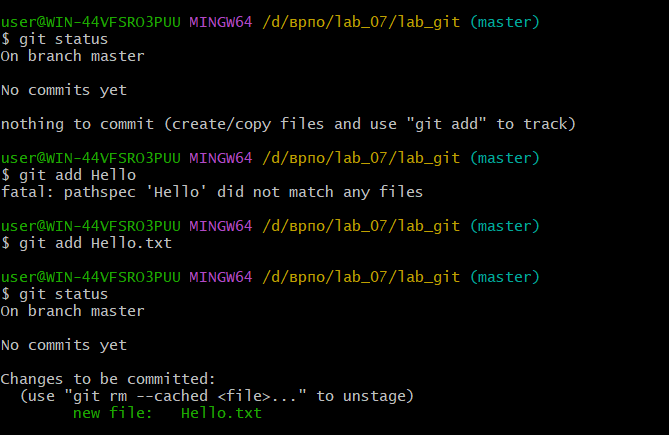 user@WIN-44VFSRO3PUU MINGW64 /d/врпо/lab_07/lab_git (master)
$ git status
On branch master
No commits yet
nothing to commit (create/copy files and use "git add" to track)
user@WIN-44VFSRO3PUU MINGW64 /d/врпо/lab_07/lab_git (master)
$ git add Hello
fatal: pathspec 'Hello' did not match any files
user@WIN-44VFSRO3PUU MINGW64 /d/врпо/lab_07/lab_git (master)
$ git add Hello.txt
user@WIN-44VFSRO3PUU MINGW64 /d/врпо/lab_07/lab_git (master)
$ git status
On branch master
No commits yet
Changes to be committed:
  (use "git rm --cached <file>..." to unstage)
        new file:   Hello.txt